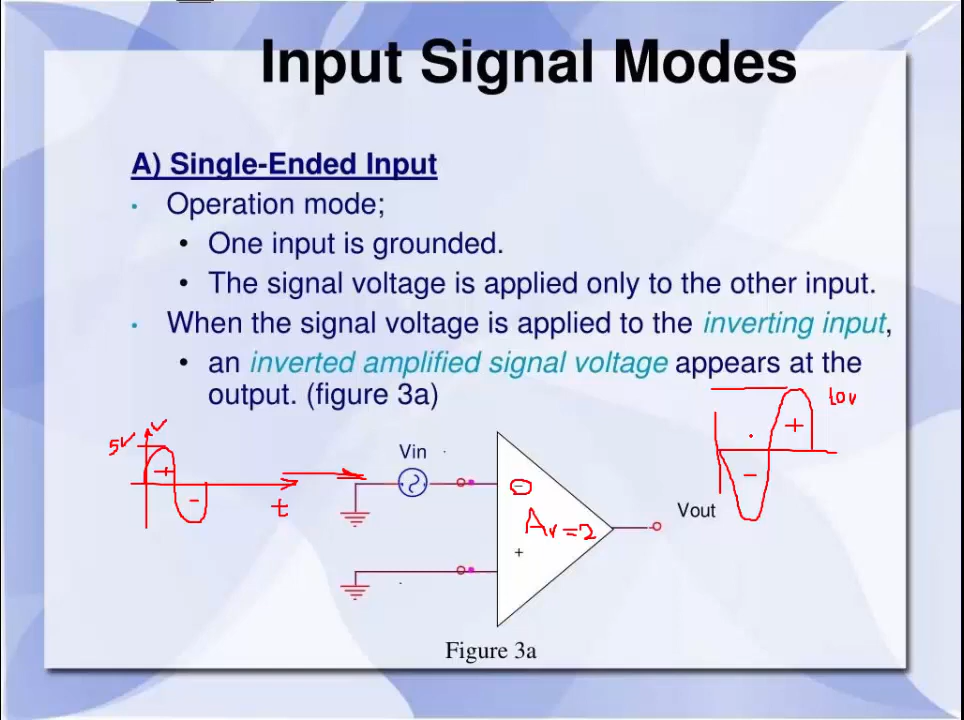 Input Signal Modes
A) Single-Ended Input
• Operation mode;
• One input is grounded.
• The signal voltage is applied only to the other input.
• When the signal voltage is applied to the inverting input,
• an inverted amplified signal voltage appears at the
output. (figure 3a)
10v
5v
v
+
-
t
Vin
-
Av=2
+
Vout
+
-
Figure 3a